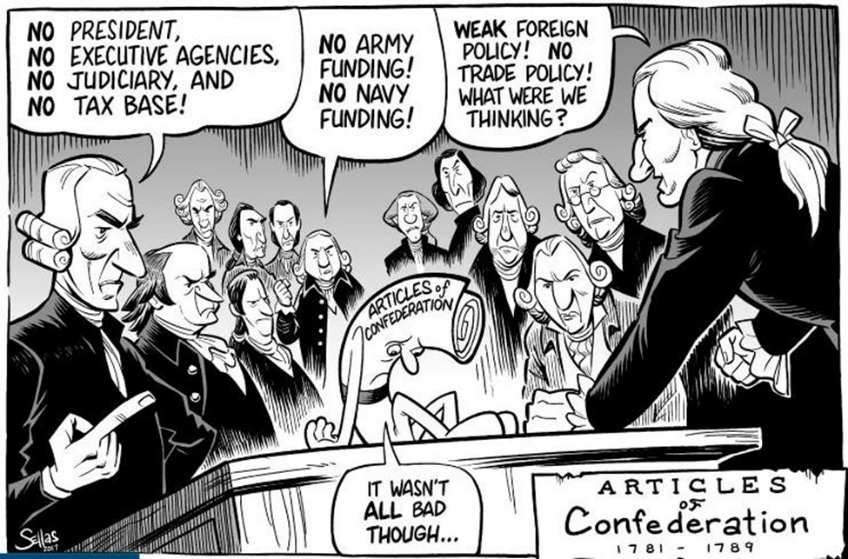 NO PRESIDENT,
NO EXECUTIVE AGENCIES,
NO JUDICIARY, AND
NO TAX BASE!
NO ARMY
FUNDING!
NO NAVY
FUNDING!
WEAK FOREIGN
POLICY! NO
TRADE POLICY!
WHAT WERE WE
THINKING?
ARTICLES of
CONFEDERATION
IT WASN'T
ALL BAD
THOUGH...
Sellas
2017
ARTICLES
OF
Confederation
1781 - 1789